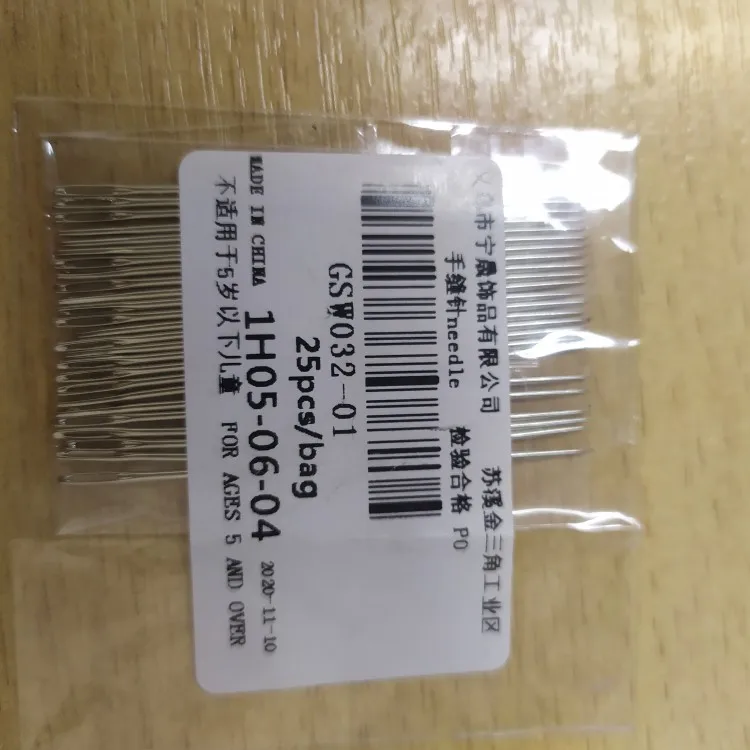 义乌市宁晟饰品有限公司 苏溪金三角工业区
手缝针needle 检验合格 PO
GSW032-01
25pcs/bag
1H05-06-04 2020-11-10
MADE IN CHINA
不适用于5岁以下儿童 FOR AGES 5 AND OVER